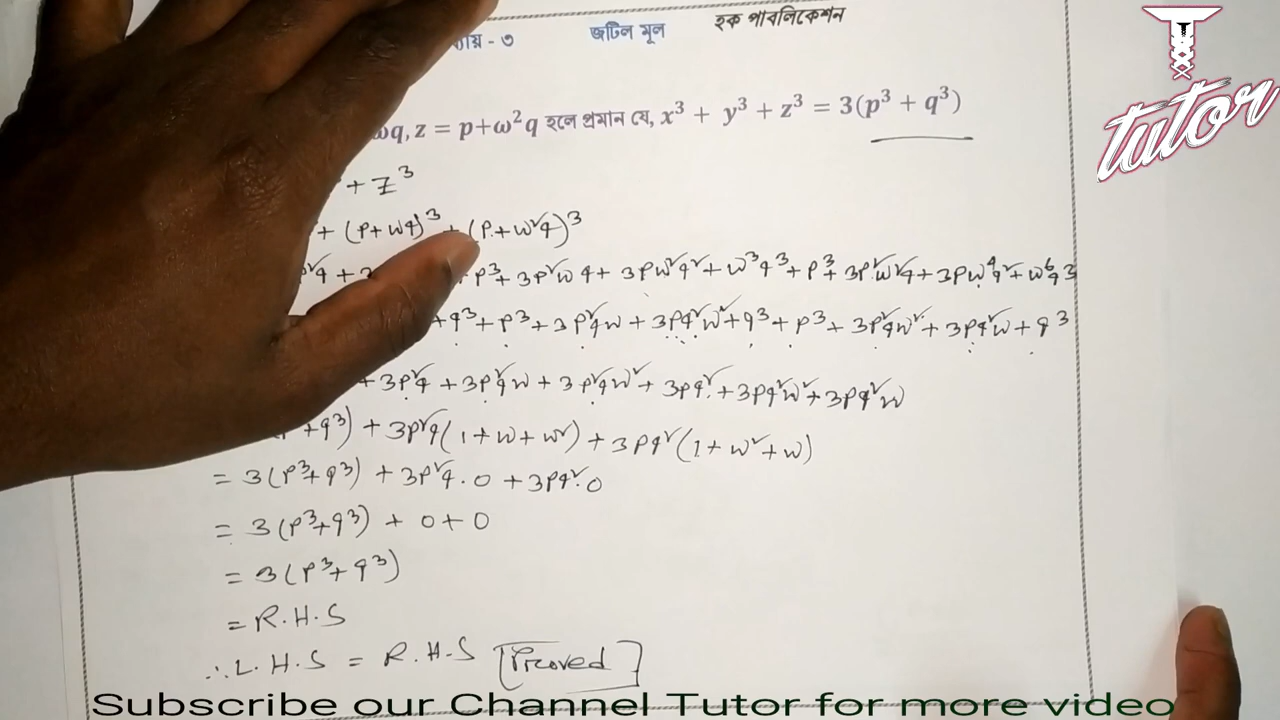 য় - ৩ জটিল মূল হক পাবলিকেশন
ωq, z = p+ω²q হলে প্রমান যে, x³ + y³ + z³ = 3(p³ + q³)
+ Z³
+ (P+ωq)³ + (P+ω²q)³
p²q + 3 P³+ 3P²ωq + 3Pω²q² + ω³q³ + P³ + 3P²ω²q + 3Pω⁴q² + ω⁶q³
+q³ + P³ + 3P²qω + 3Pq²ω² + q³ + P³ + 3P²qω² + 3Pq²ω + q³
+3P²q + 3P²qω + 3P²qω² + 3Pq² + 3Pq²ω² + 3Pq²ω
+q³) + 3P²q(1+ω+ω²) + 3Pq²(1+ω²+ω)
= 3(P³+q³) + 3P²q.0 + 3Pq².0
= 3(P³+q³) + 0+0
= 3(P³+q³)
= R.H.S
∴ L.H.S = R.H.S [Proved]
T
tutor
Subscribe our Channel Tutor for more video